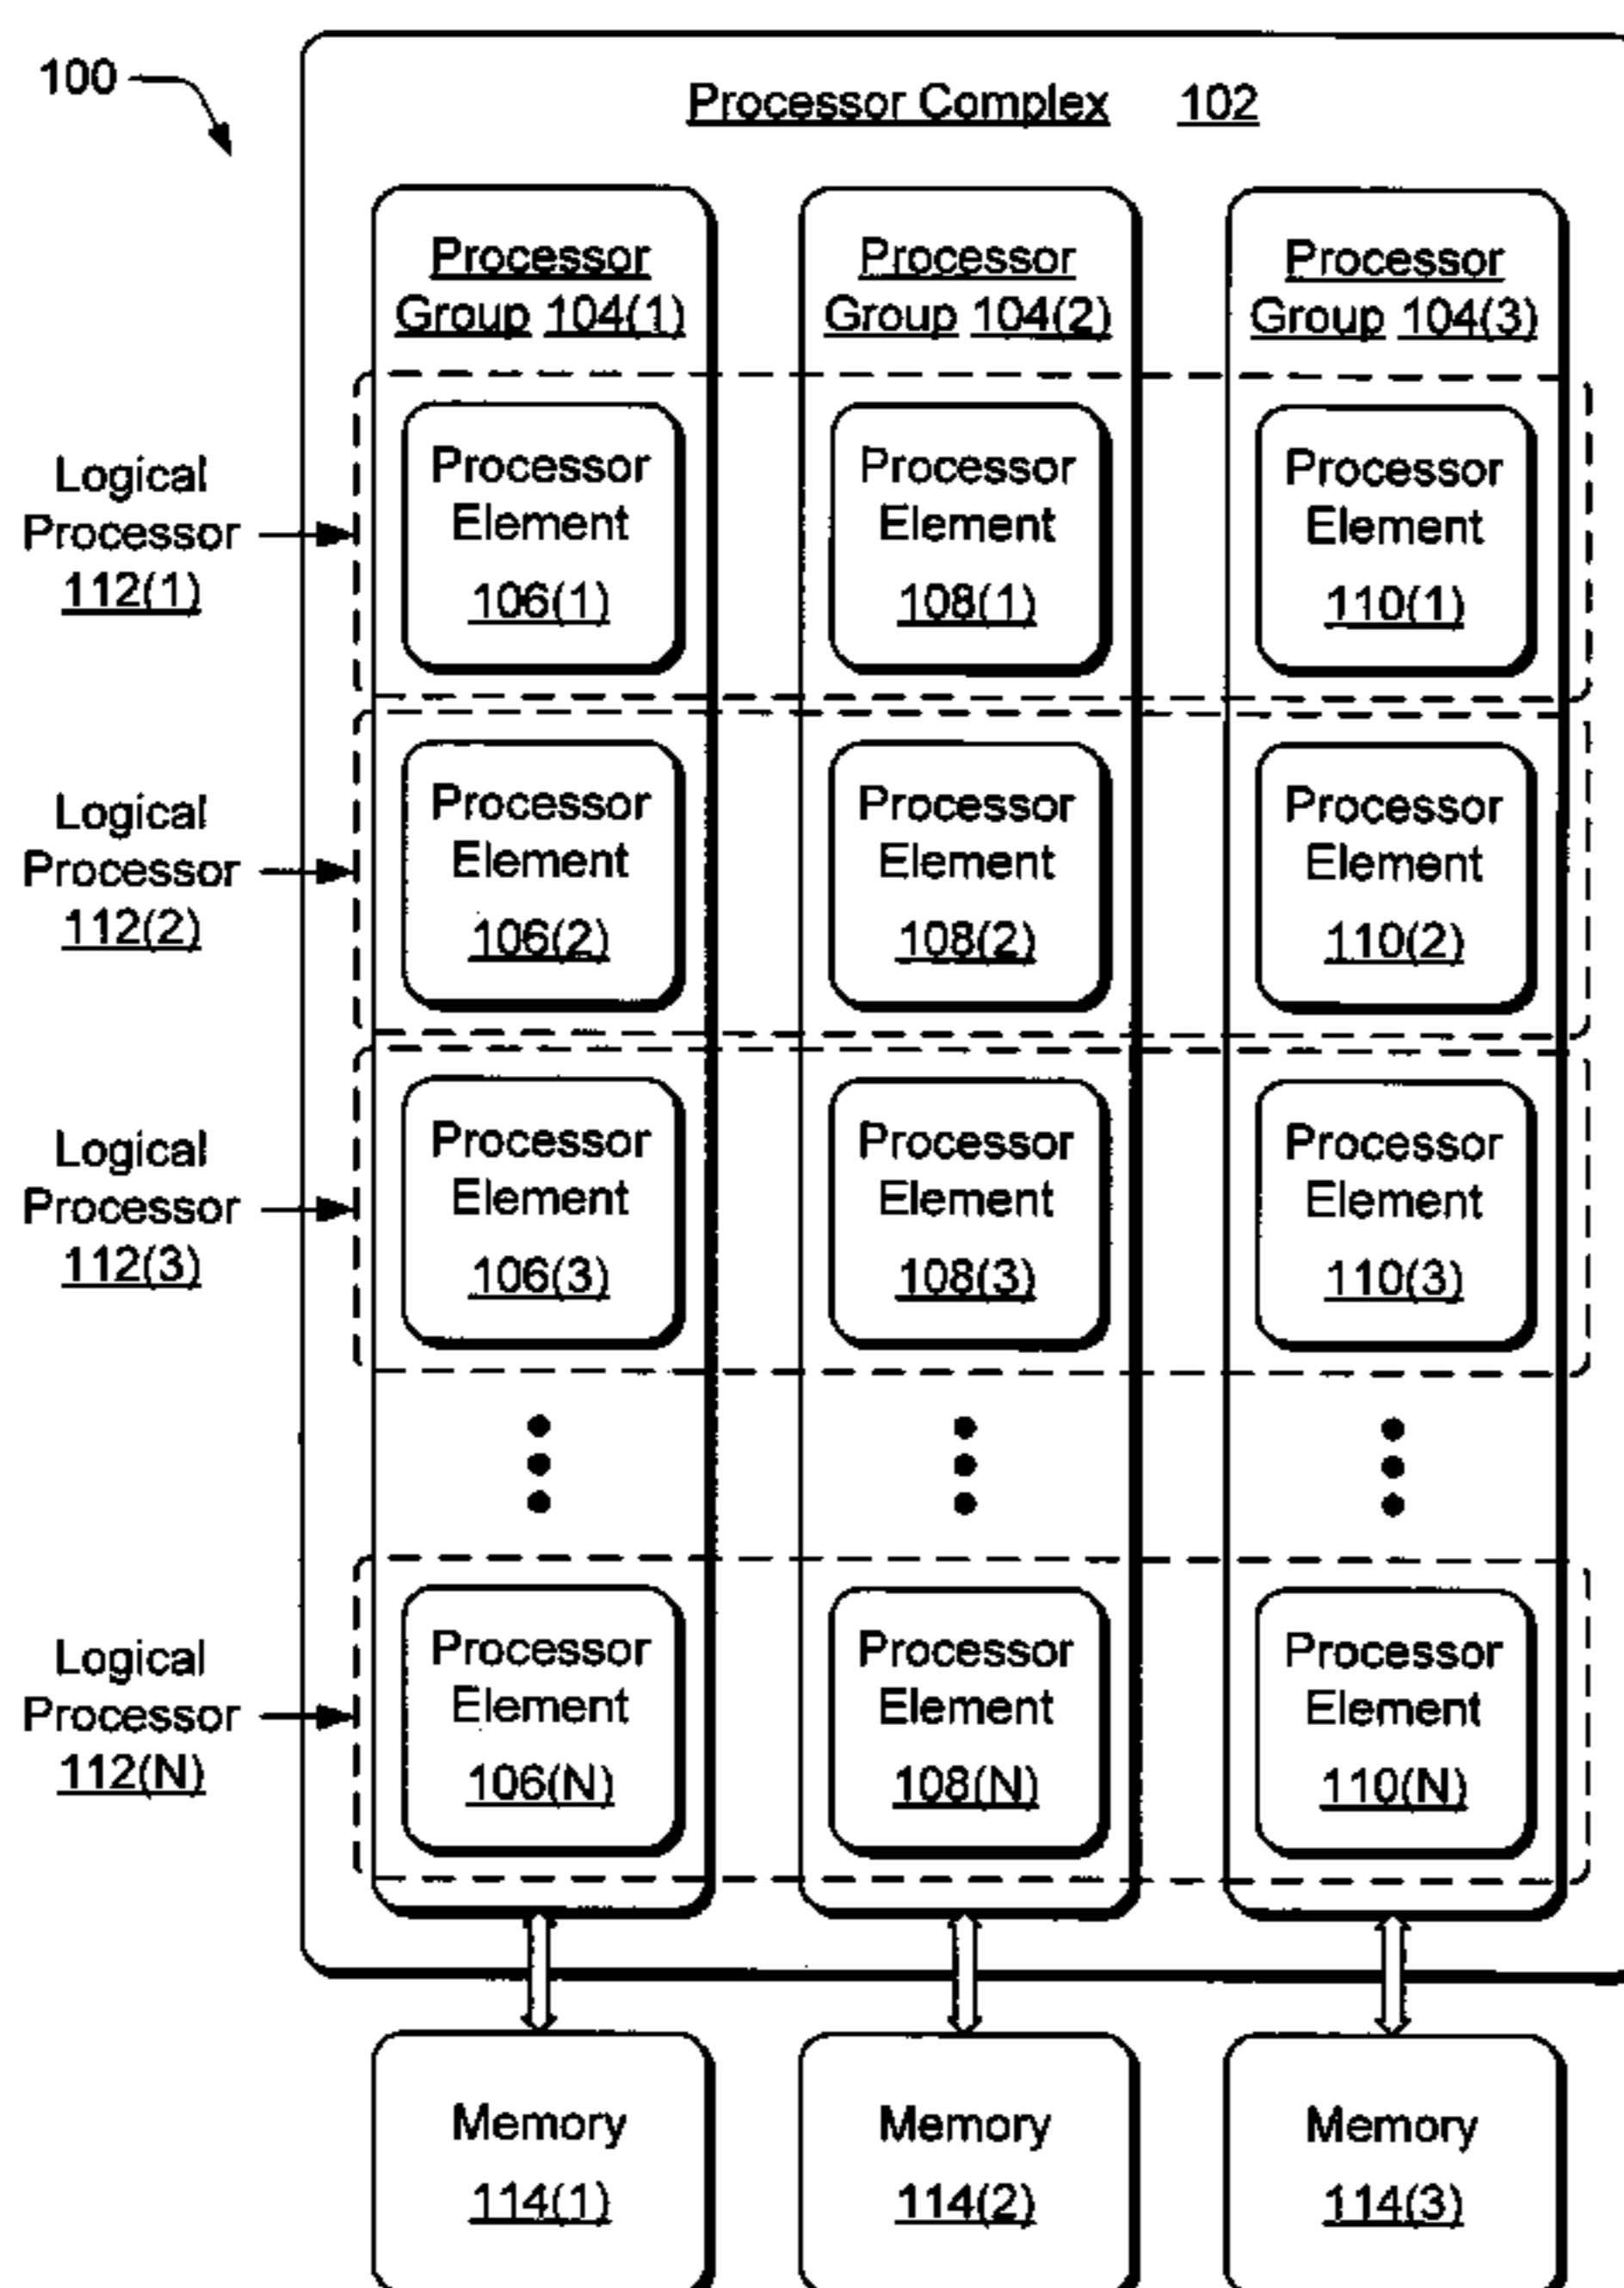 100
Processor Complex 102
Processor
Group 104(1)
Processor
Group 104(2)
Processor
Group 104(3)
Logical
Processor
112(1)
Processor
Element
106(1)
Processor
Element
108(1)
Processor
Element
110(1)
Logical
Processor
112(2)
Processor
Element
106(2)
Processor
Element
108(2)
Processor
Element
110(2)
Logical
Processor
112(3)
Processor
Element
106(3)
Processor
Element
108(3)
Processor
Element
110(3)
Logical
Processor
112(N)
Processor
Element
106(N)
Processor
Element
108(N)
Processor
Element
110(N)
Memory
114(1)
Memory
114(2)
Memory
114(3)